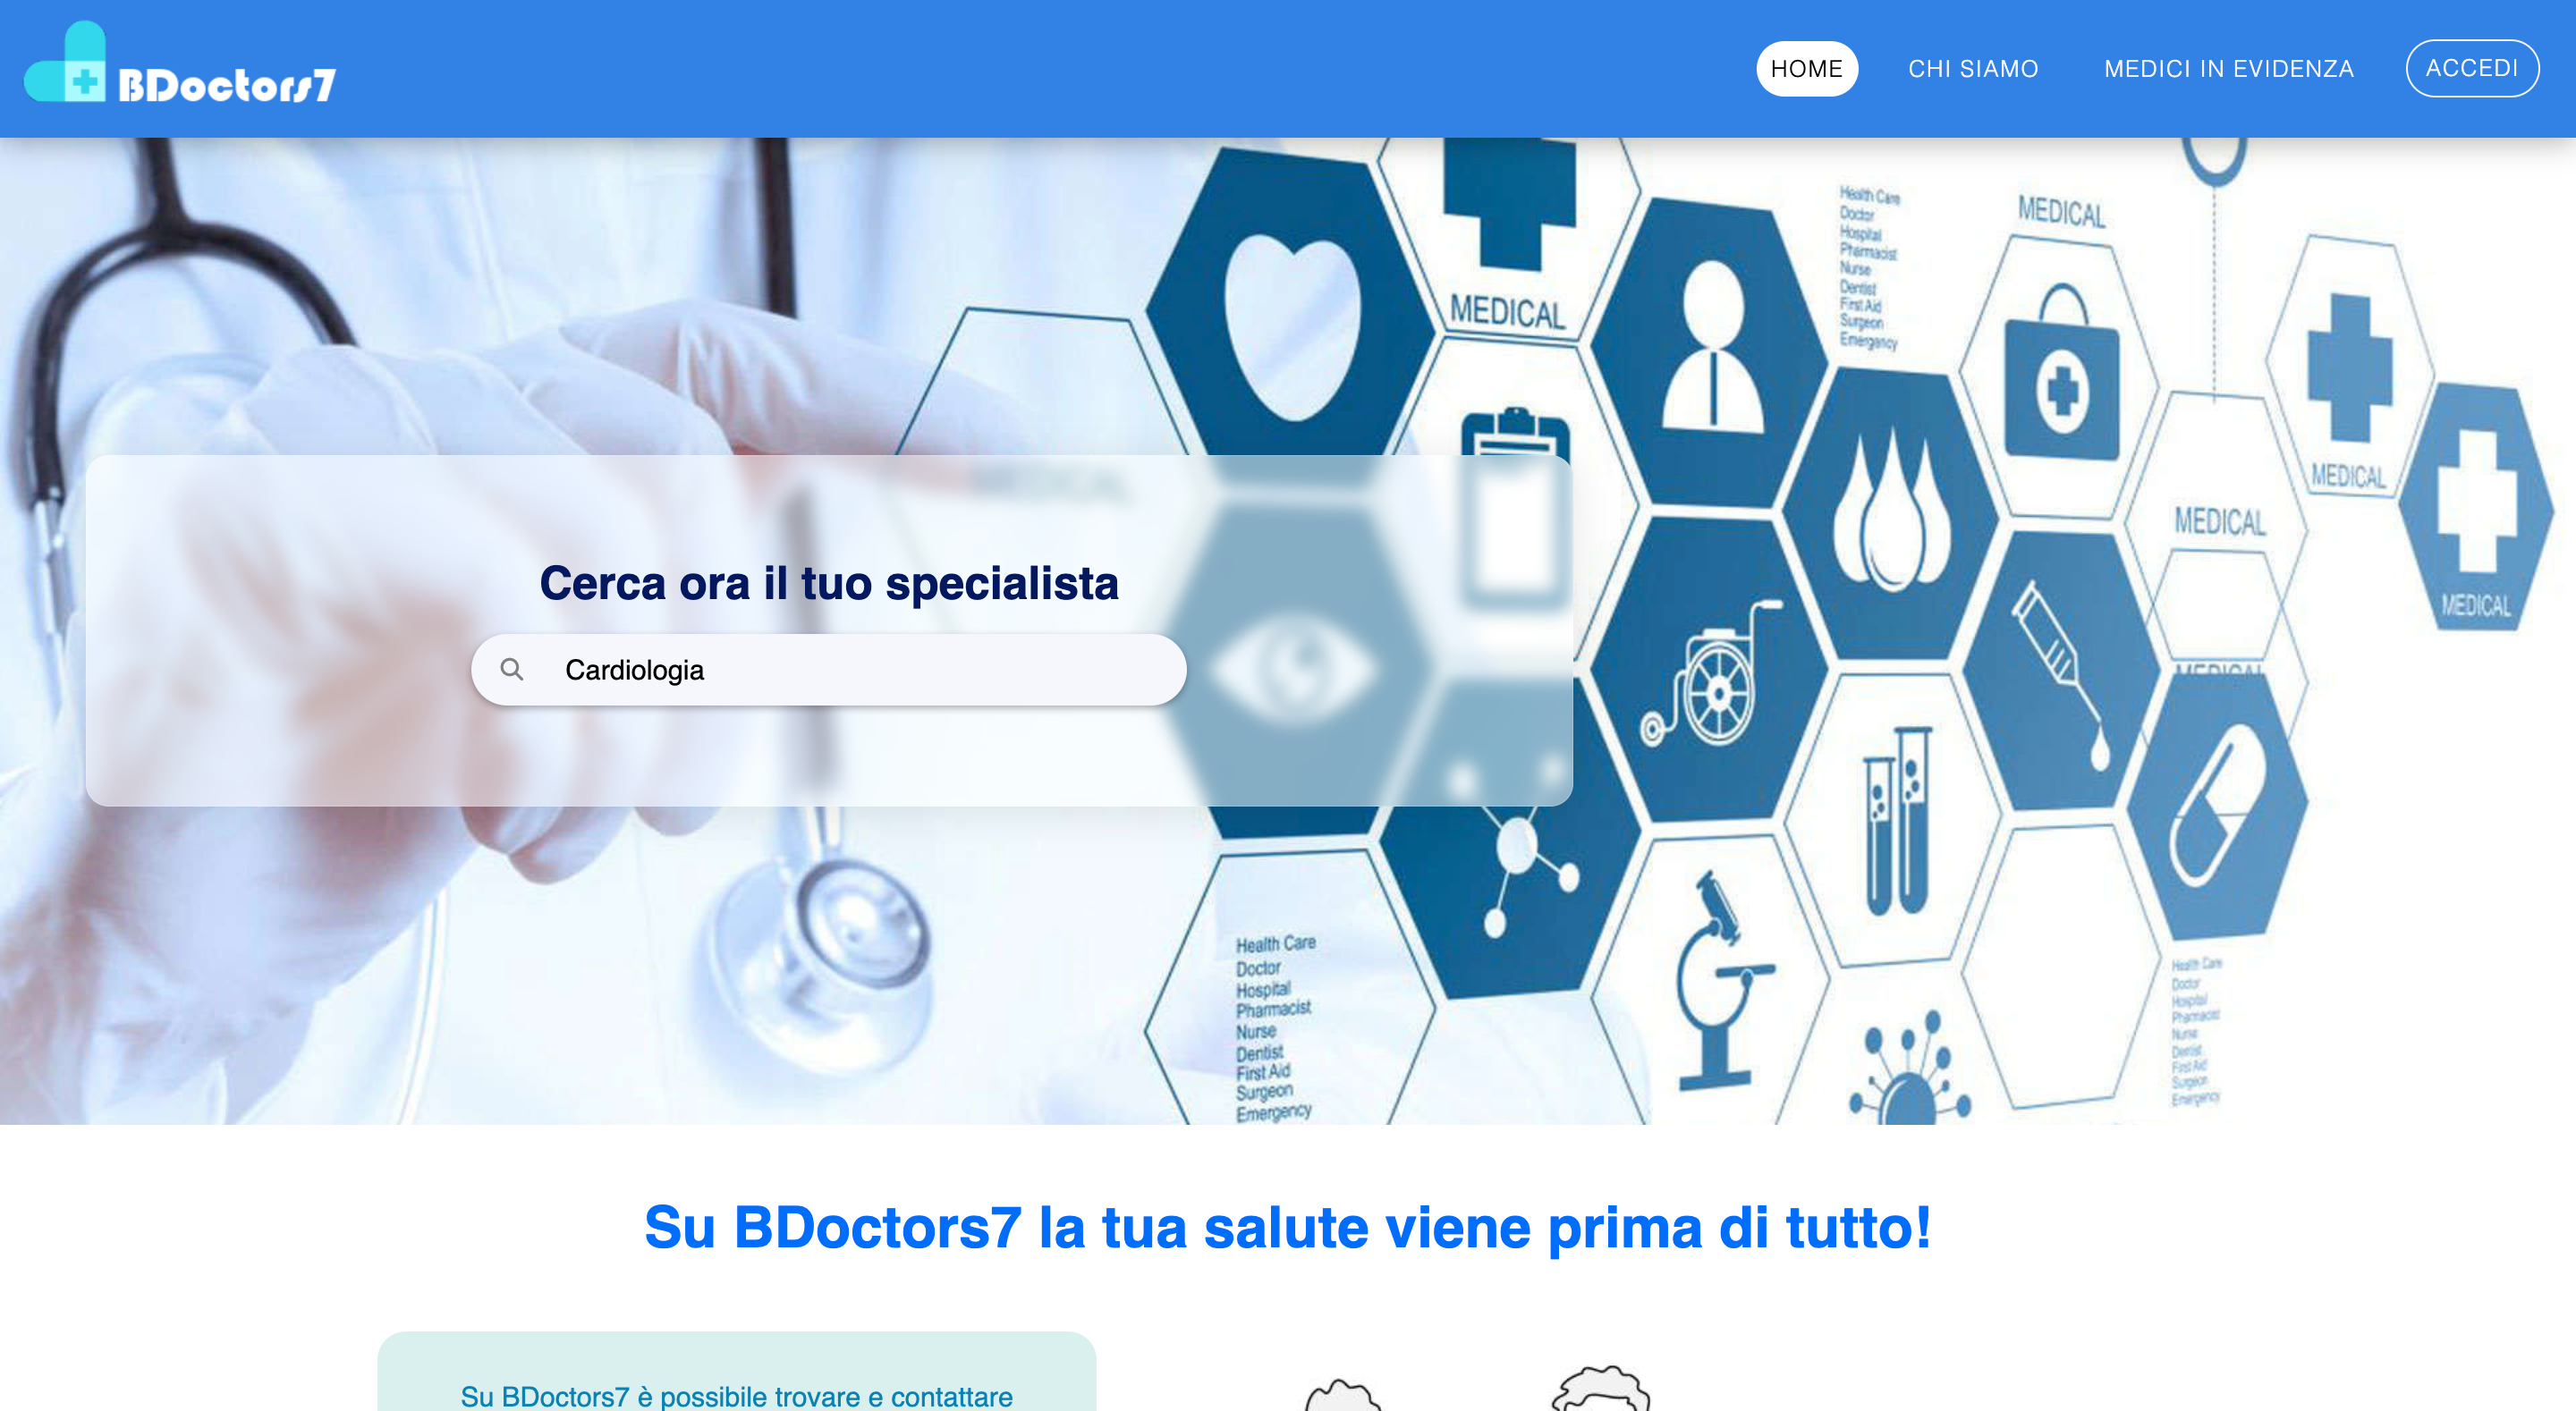 BDoctors7
HOME
CHI SIAMO
MEDICI IN EVIDENZA
ACCEDI
MEDICAL
Health Care
Doctor
Hospital
Pharmacist
Nurse
Dentist
First Aid
Surgeon
Emergency
MEDICAL
MEDICAL
MEDICAL
MEDICAL
MEDICAL
MEDICAL
Cerca ora il tuo specialista
Cardiologia
Health Care
Doctor
Hospital
Pharmacist
Nurse
Dentist
First Aid
Surgeon
Emergency
Health Care
Doctor
Hospital
Pharmacist
Nurse
Dentist
First Aid
Surgeon
Emergency
Su BDoctors7 la tua salute viene prima di tutto!
Su BDoctors7 è possibile trovare e contattare